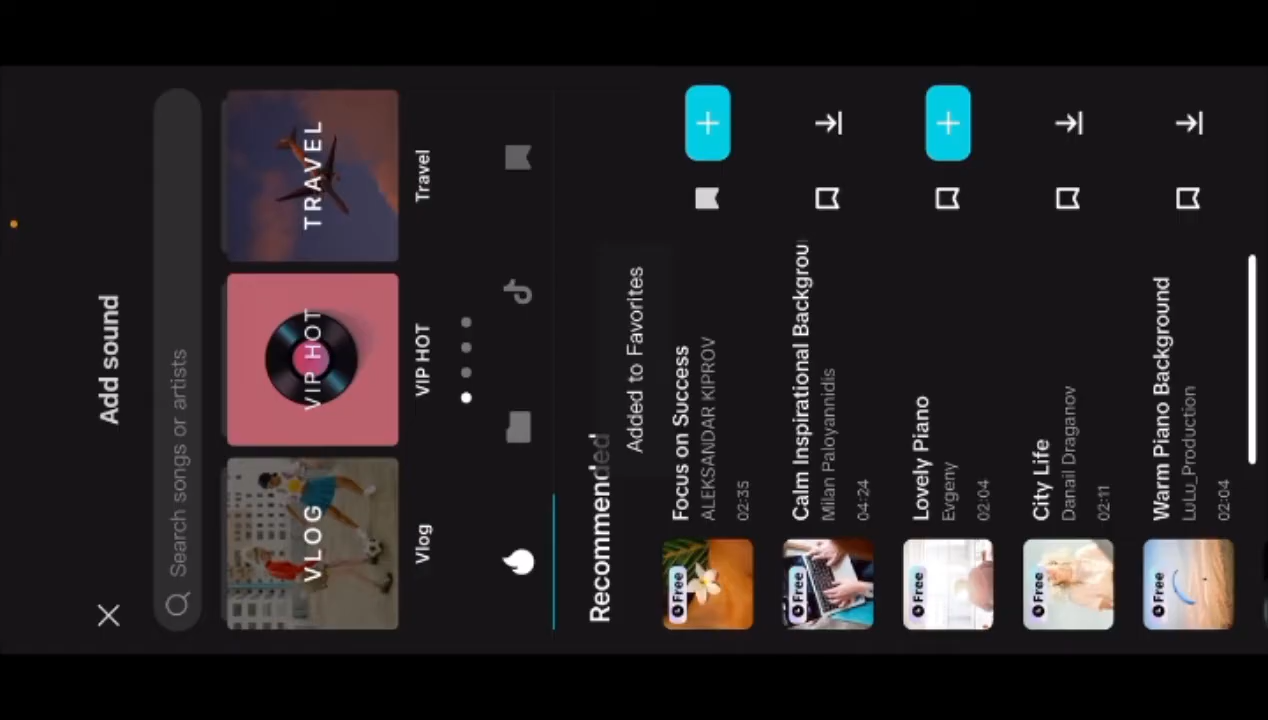 Add sound
Search songs or artists
VLOG
VIP HOT
TRAVEL
Vlog
VIP HOT
Travel
Recommended
Added to Favorites
Free
Focus on Success
ALEKSANDAR KIPROV
02:35
Free
Calm Inspirational Backgrou
Milan Paloyannidis
04:24
Free
Lovely Piano
Evgeny
02:04
Free
City Life
Danail Draganov
02:11
Free
Warm Piano Background
LuLu_Production
02:04